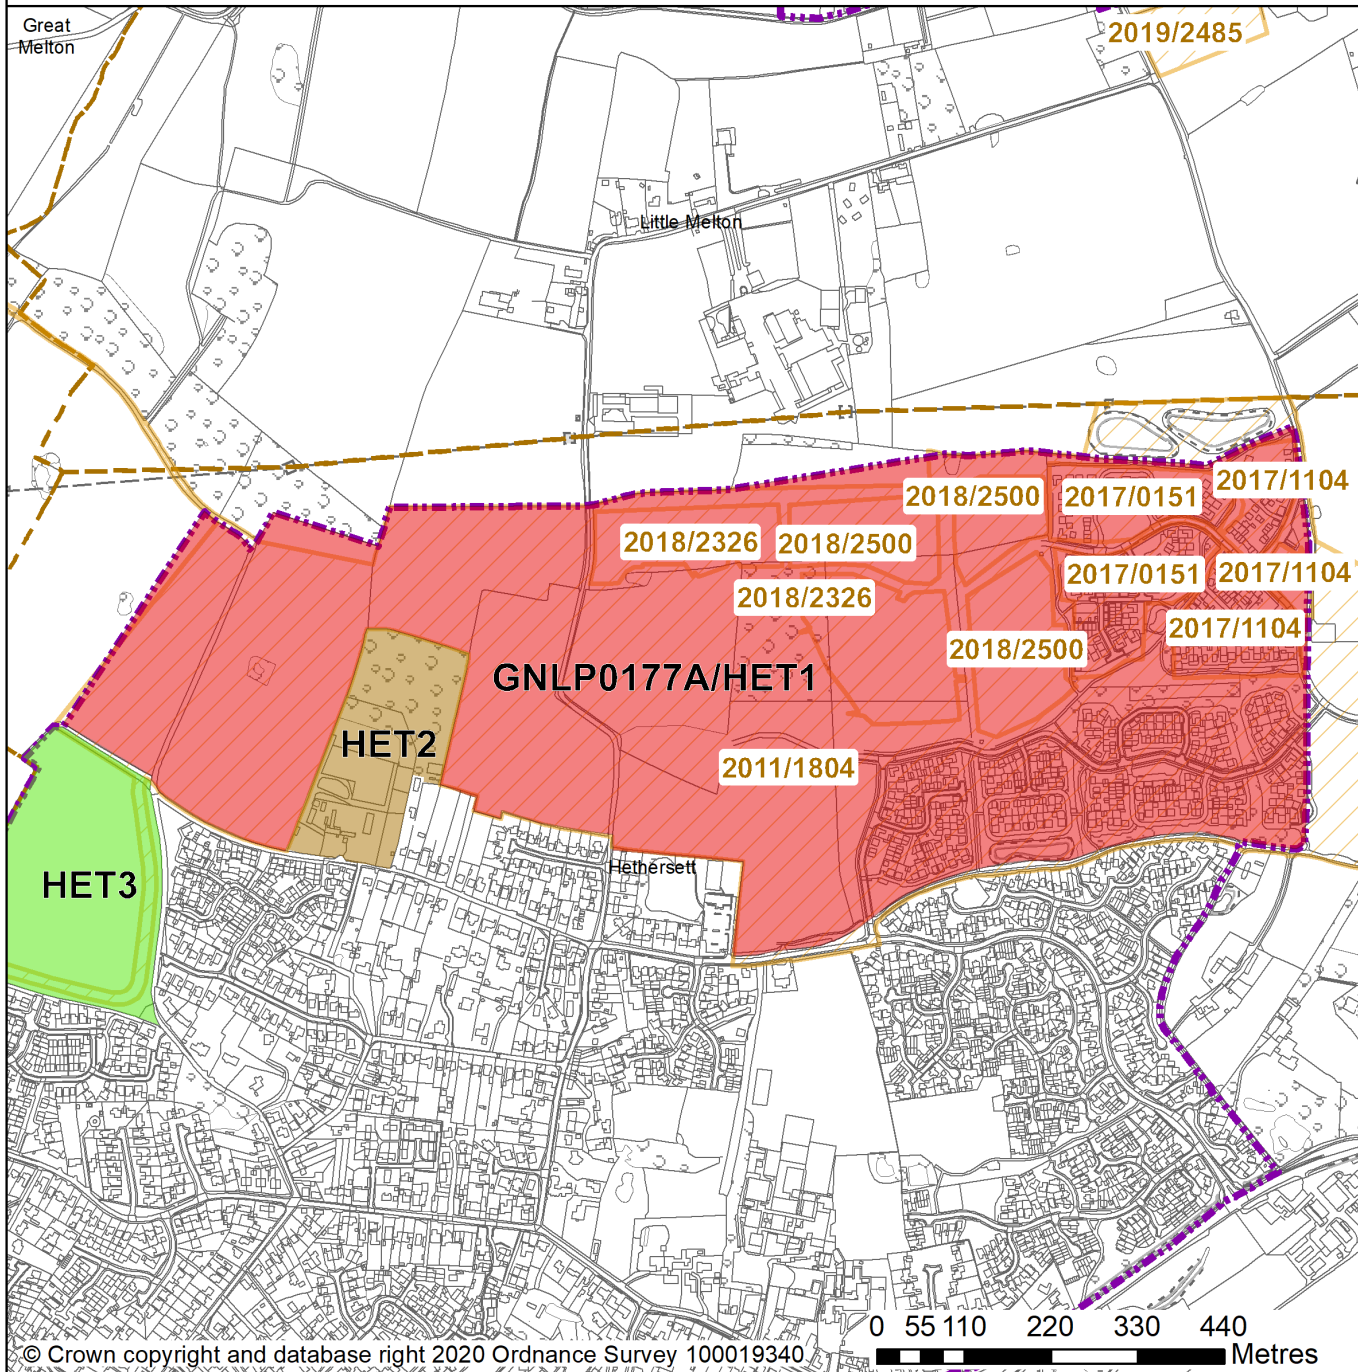 Great
Melton
2019/2485
Little Melton
2018/2500
2017/0151
2017/1104
2018/2326
2018/2500
2017/0151
2017/1104
2018/2326
2017/1104
2018/2500
GNLP0177A/HET1
HET2
2011/1804
Hethersett
HET3
0 55 110 220 330 440
Metres
© Crown copyright and database right 2020 Ordnance Survey 100019340